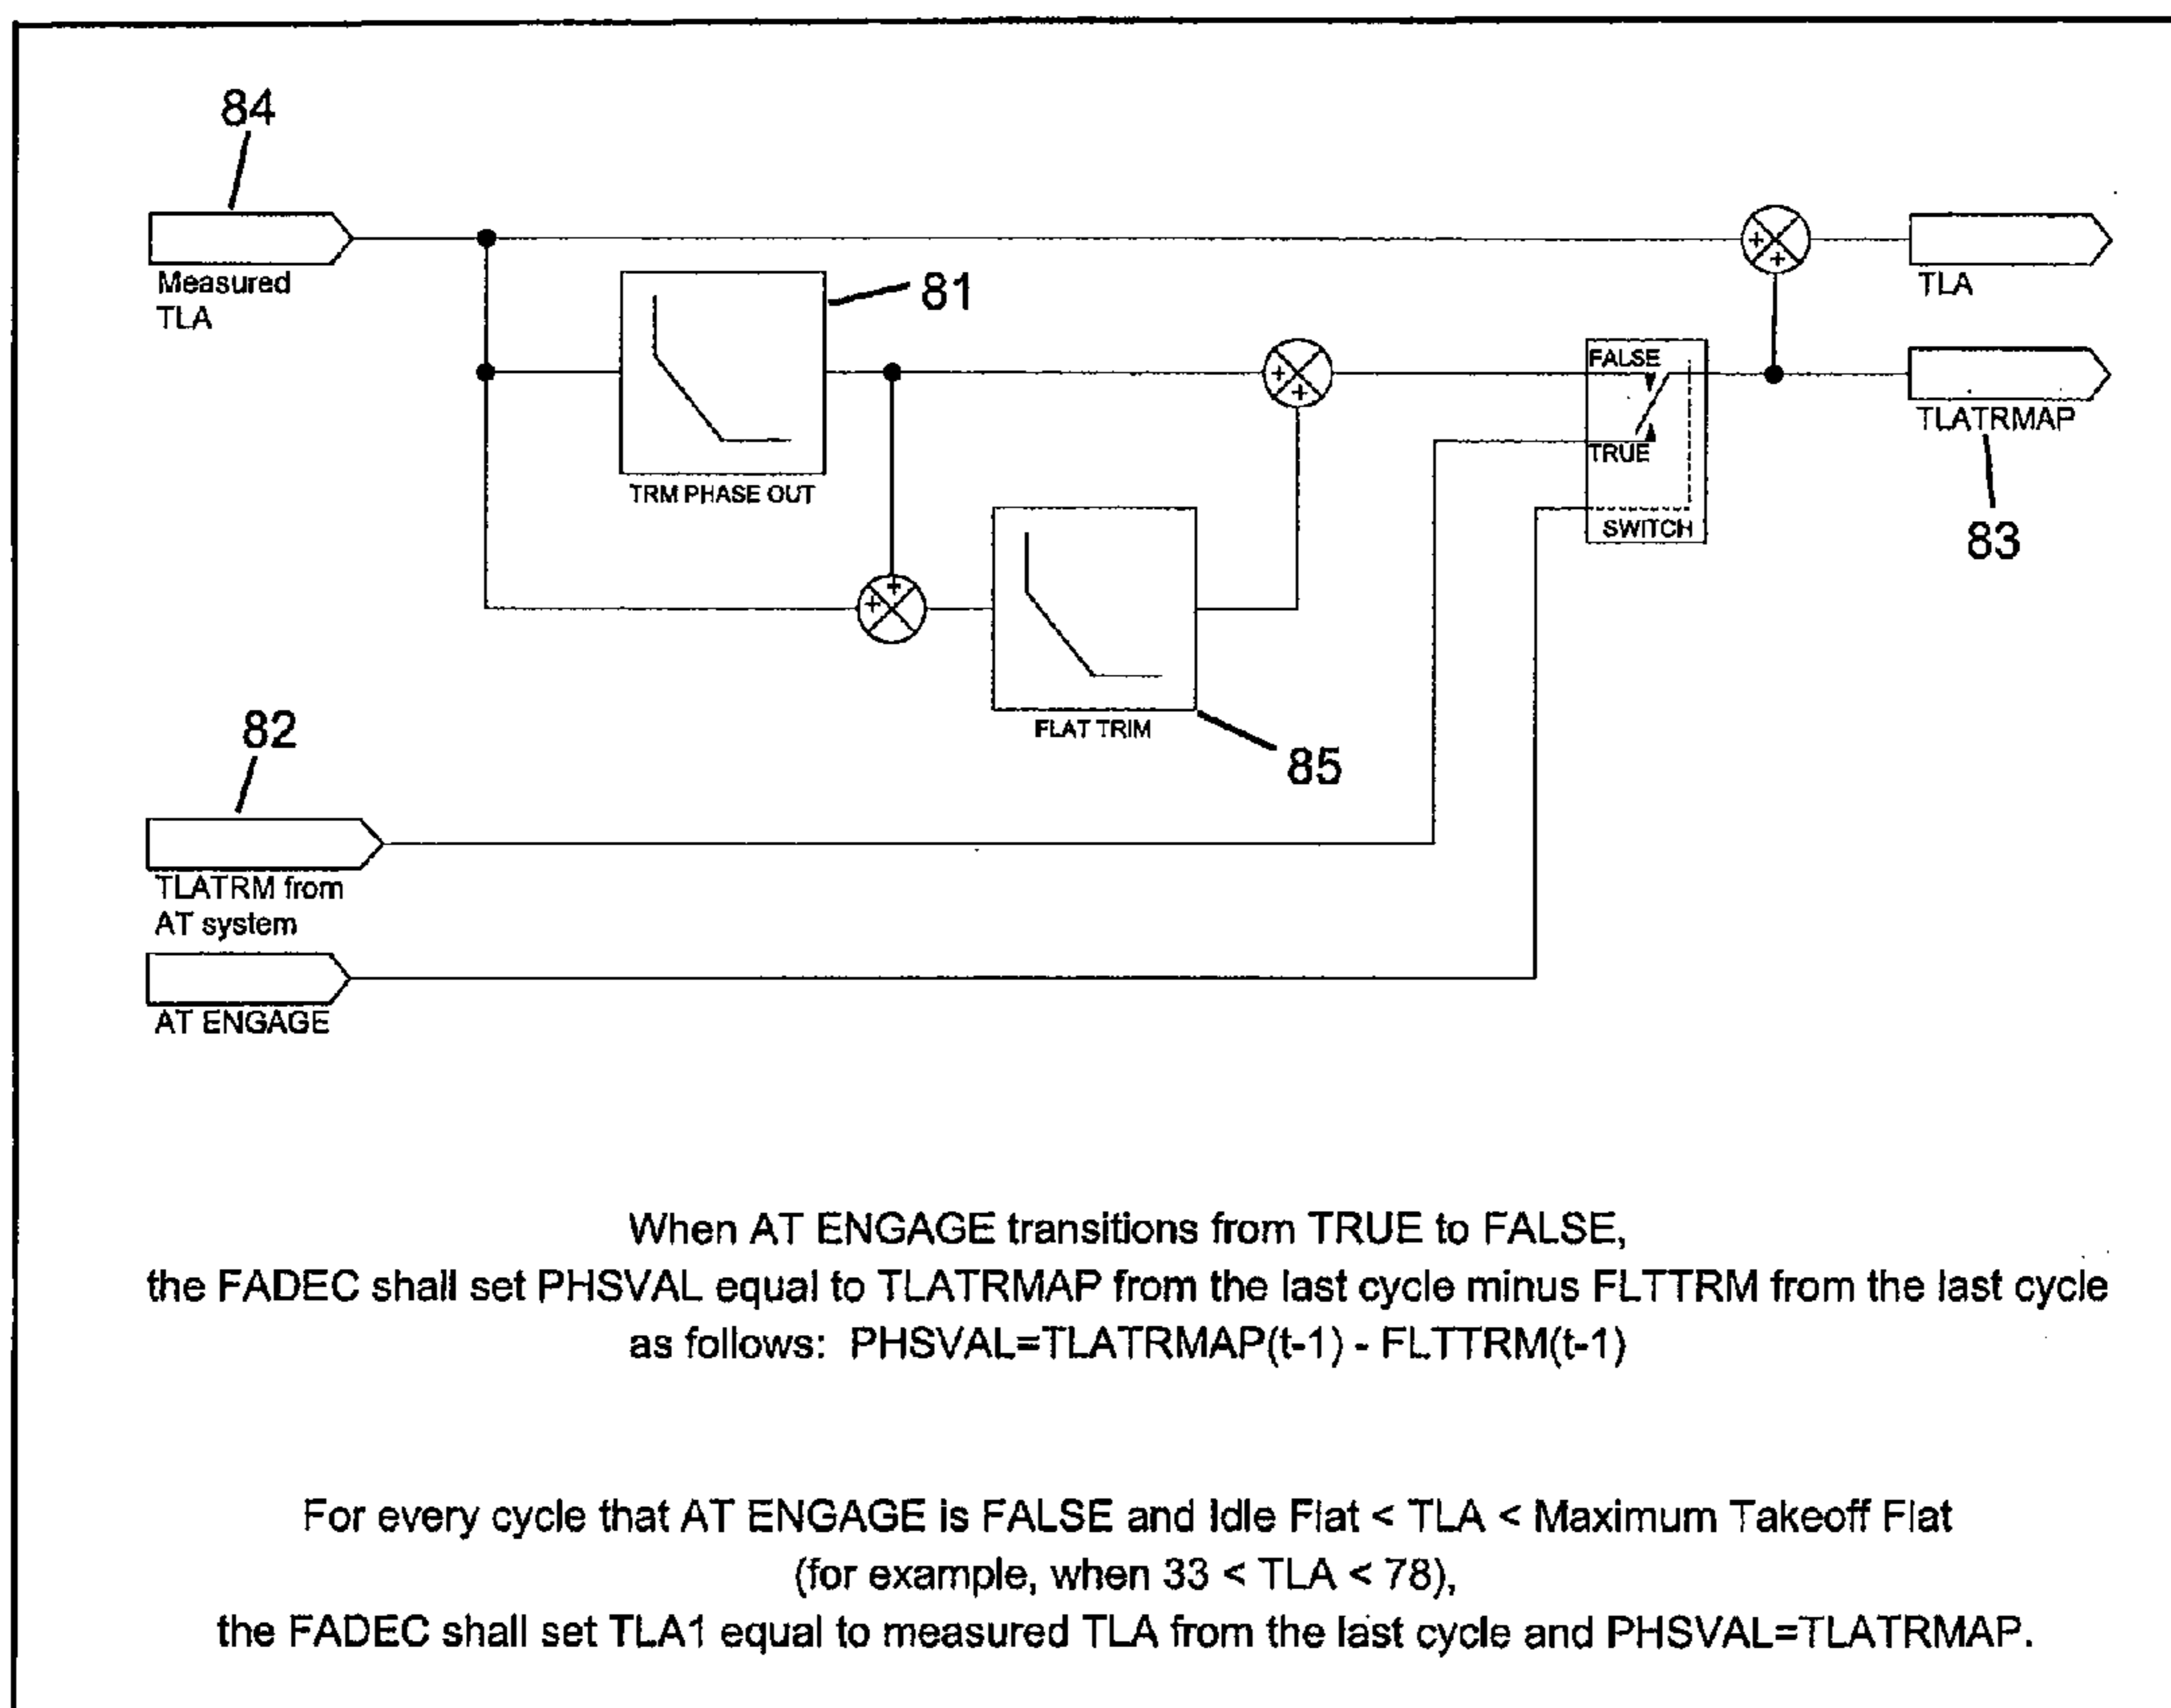 84
Measured
TLA
81
TRM PHASE OUT
+
+
+
+
+
+
TLA
FALSE
TRUE
SWITCH
TLATRMAP
83
FLAT TRIM
85
82
TLATRM from
AT system
AT ENGAGE
When AT ENGAGE transitions from TRUE to FALSE,
the FADEC shall set PHSVAL equal to TLATRMAP from the last cycle minus FLTTRM from the last cycle
as follows: PHSVAL=TLATRMAP(t-1) - FLTTRM(t-1)
For every cycle that AT ENGAGE is FALSE and Idle Flat < TLA < Maximum Takeoff Flat
(for example, when 33 < TLA < 78),
the FADEC shall set TLA1 equal to measured TLA from the last cycle and PHSVAL=TLATRMAP.